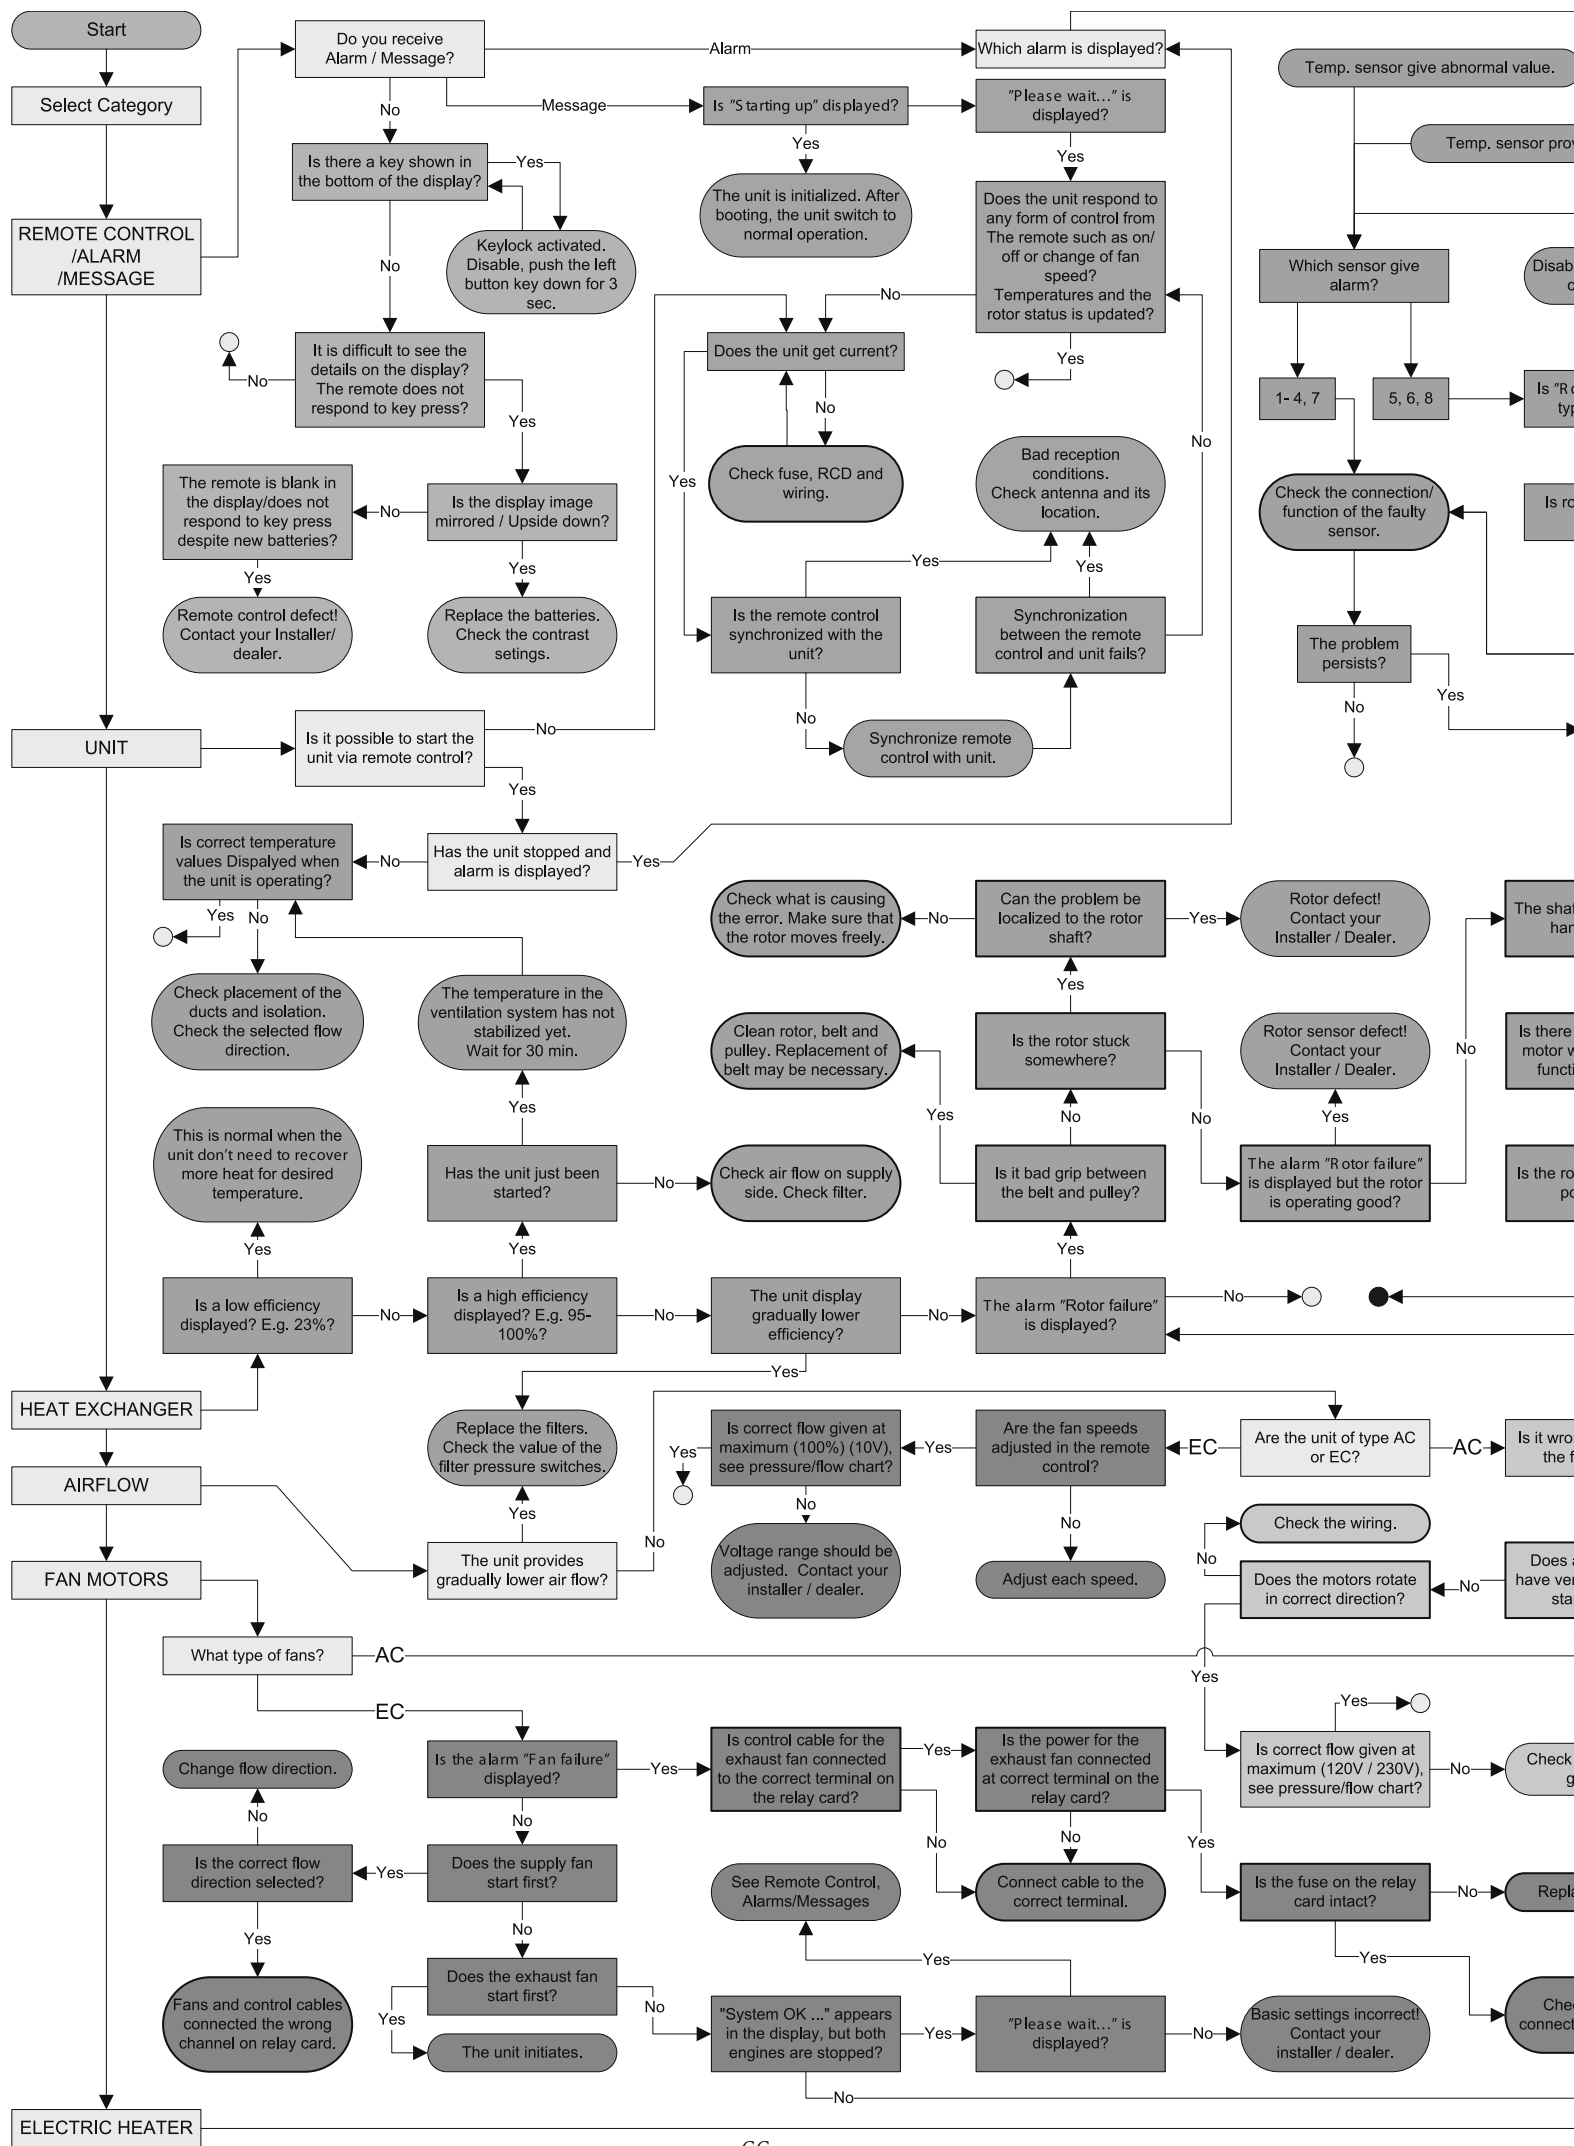 Start
Select Category
REMOTE CONTROL
/ALARM
/MESSAGE
Do you receive
Alarm / Message?
Alarm
Which alarm is displayed?
No
Message
Is "Starting up" displayed?
"Please wait..." is
displayed?
Yes
Yes
Is there a key shown in
the bottom of the display?
Yes
The unit is initialized. After
booting, the unit switch to
normal operation.
Does the unit respond to
any form of control from
The remote such as on/
off or change of fan
speed?
Temperatures and the
rotor status is updated?
Keylock activated.
Disable, push the left
button key down for 3
sec.
No
No
Yes
It is difficult to see the
details on the display?
The remote does not
respond to key press?
No
Yes
Does the unit get current?
No
Yes
Check fuse, RCD and
wiring.
Bad reception
conditions.
Check antenna and its
location.
No
The remote is blank in
the display/does not
respond to key press
despite new batteries?
No
Is the display image
mirrored / Upside down?
Yes
Yes
Yes
Yes
Remote control defect!
Contact your Installer/
dealer.
Replace the batteries.
Check the contrast
setings.
Is the remote control
synchronized with the
unit?
Synchronization
between the remote
control and unit fails?
No
Synchronize remote
control with unit.
Temp. sensor give abnormal value.
Temp. sensor
Which sensor give
alarm?
1- 4, 7
5, 6, 8
Is
Check the connection/
function of the faulty
sensor.
Is
The problem
persists?
Yes
No
UNIT
Is it possible to start the
unit via remote control?
No
Yes
Is correct temperature
values Dispalyed when
the unit is operating?
No
Has the unit stopped and
alarm is displayed?
Yes
Yes
No
Check placement of the
ducts and isolation.
Check the selected flow
direction.
The temperature in the
ventilation system has not
stabilized yet.
Wait for 30 min.
Yes
Check what is causing
the error. Make sure that
the rotor moves freely.
No
Can the problem be
localized to the rotor
shaft?
Yes
Rotor defect!
Contact your
Installer / Dealer.
The
Yes
Clean rotor, belt and
pulley. Replacement of
belt may be necessary.
Is the rotor stuck
somewhere?
Rotor sensor defect!
Contact your
Installer / Dealer.
No
Is there
motor
Yes
No
No
Yes
This is normal when the
unit don't need to recover
more heat for desired
temperature.
Has the unit just been
started?
No
Check air flow on supply
side. Check filter.
Is it bad grip between
the belt and pulley?
The alarm "Rotor failure"
is displayed but the rotor
is operating good?
Is the
Yes
Yes
Yes
Is a low efficiency
displayed? E.g. 23%?
No
Is a high efficiency
displayed? E.g. 95-
100%?
No
The unit display
gradually lower
efficiency?
No
The alarm "Rotor failure"
is displayed?
No
Yes
HEAT EXCHANGER
Replace the filters.
Check the value of the
filter pressure switches.
Yes
Is correct flow given at
maximum (100%) (10V),
see pressure/flow chart?
Yes
Are the fan speeds
adjusted in the remote
control?
EC
Are the unit of type AC
or EC?
AC
Is it
the
AIRFLOW
Yes
No
No
No
Check the wiring.
The unit provides
gradually lower air flow?
Voltage range should be
adjusted. Contact your
installer / dealer.
Adjust each speed.
No
Does the motors rotate
in correct direction?
No
Does
have
FAN MOTORS
What type of fans?
AC
Yes
EC
Yes
Change flow direction.
Is the alarm "Fan failure"
displayed?
Yes
Is control cable for the
exhaust fan connected
to the correct terminal on
the relay card?
Yes
Is the power for the
exhaust fan connected
at correct terminal on the
relay card?
Is correct flow given at
maximum (120V / 230V),
see pressure/flow chart?
No
Check
No
No
No
No
Yes
Is the correct flow
direction selected?
Yes
Does the supply fan
start first?
See Remote Control,
Alarms/Messages
Connect cable to the
correct terminal.
Is the fuse on the relay
card intact?
No
Yes
No
Yes
Yes
Does the exhaust fan
start first?
Yes
No
Fans and control cables
connected the wrong
channel on relay card.
The unit initiates.
"System OK ..." appears
in the display, but both
engines are stopped?
Yes
"Please wait..." is
displayed?
No
Basic settings incorrect!
Contact your
installer / dealer.
No
ELECTRIC HEATER